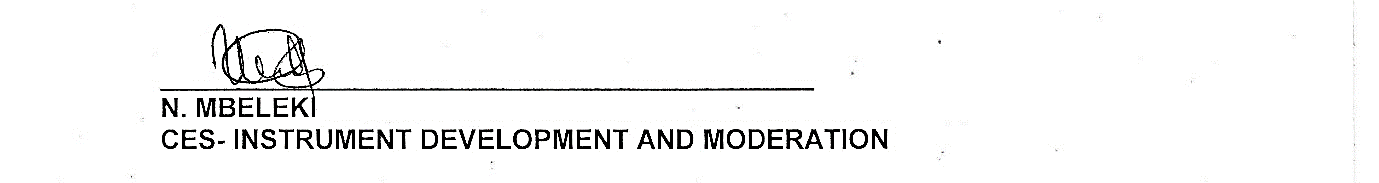 N. MBELEKI
CES- INSTRUMENT DEVELOPMENT AND MODERATION